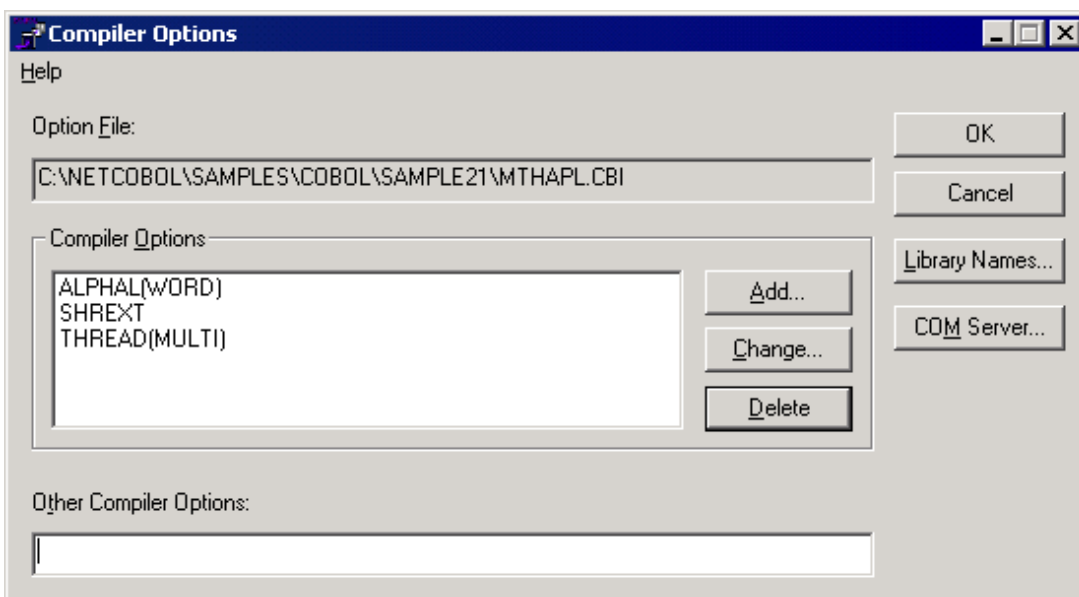 Compiler Options
Help
Option File:
OK
C:\NETCOBOL\SAMPLES\COBOL\SAMPLE21\MTHAPL.CBI
Cancel
Compiler Options
Library Names...
ALPHAL(WORD)
SHREXT
THREAD(MULTI)
Add...
COM Server...
Change...
Delete
Other Compiler Options: